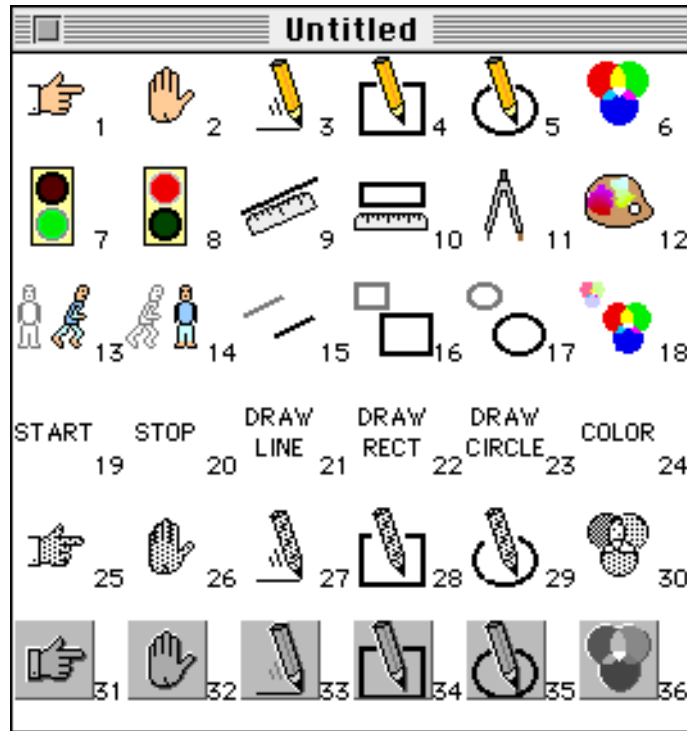 Untitled
1 2 3 4 5 6
7 8 9 10 11 12
13 14 15 16 17 18
START STOP DRAW LINE DRAW RECT DRAW CIRCLE COLOR
19 20 21 22 23 24
25 26 27 28 29 30
31 32 33 34 35 36